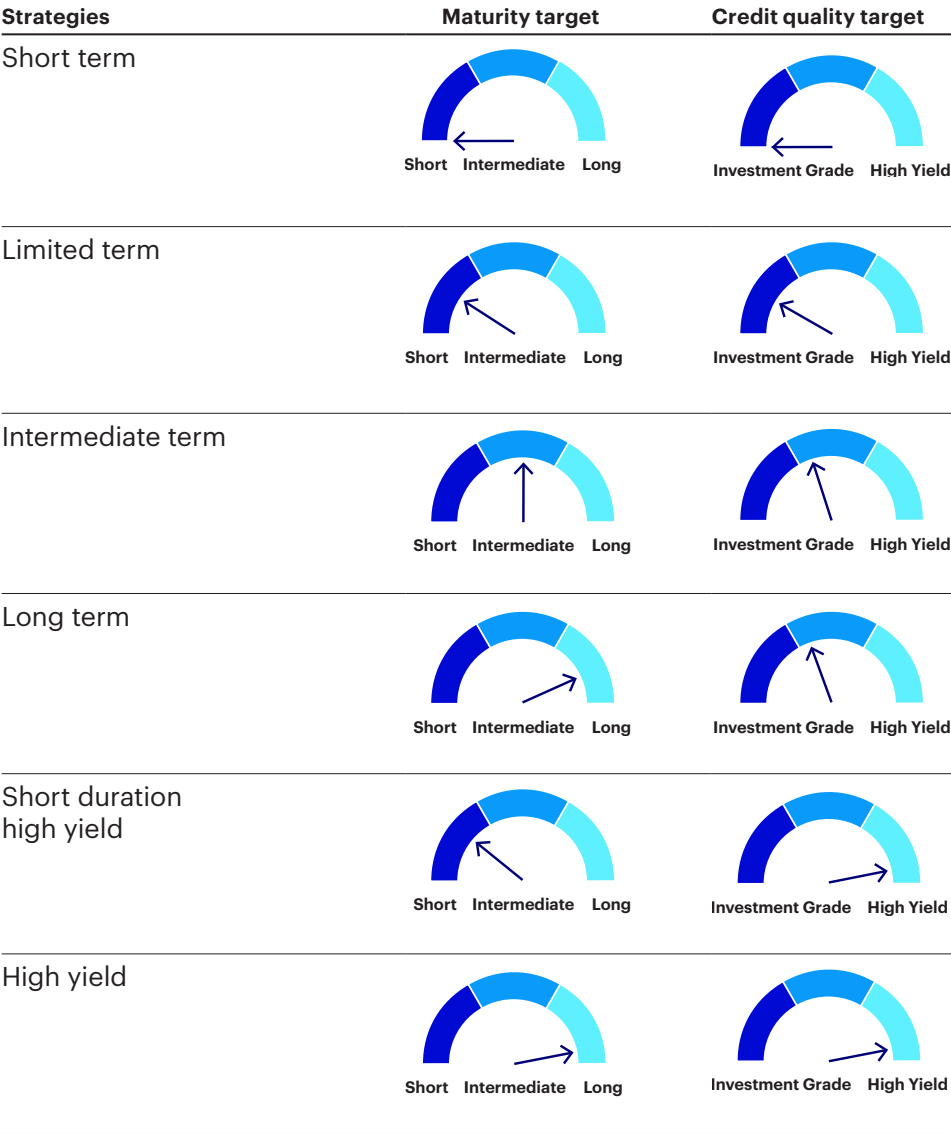 Strategies Maturity target Credit quality target
Short term
Short Intermediate Long Investment Grade High Yield
Limited term
Short Intermediate Long Investment Grade High Yield
Intermediate term
Short Intermediate Long Investment Grade High Yield
Long term
Short Intermediate Long Investment Grade High Yield
Short duration
high yield
Short Intermediate Long Investment Grade High Yield
High yield
Short Intermediate Long Investment Grade High Yield